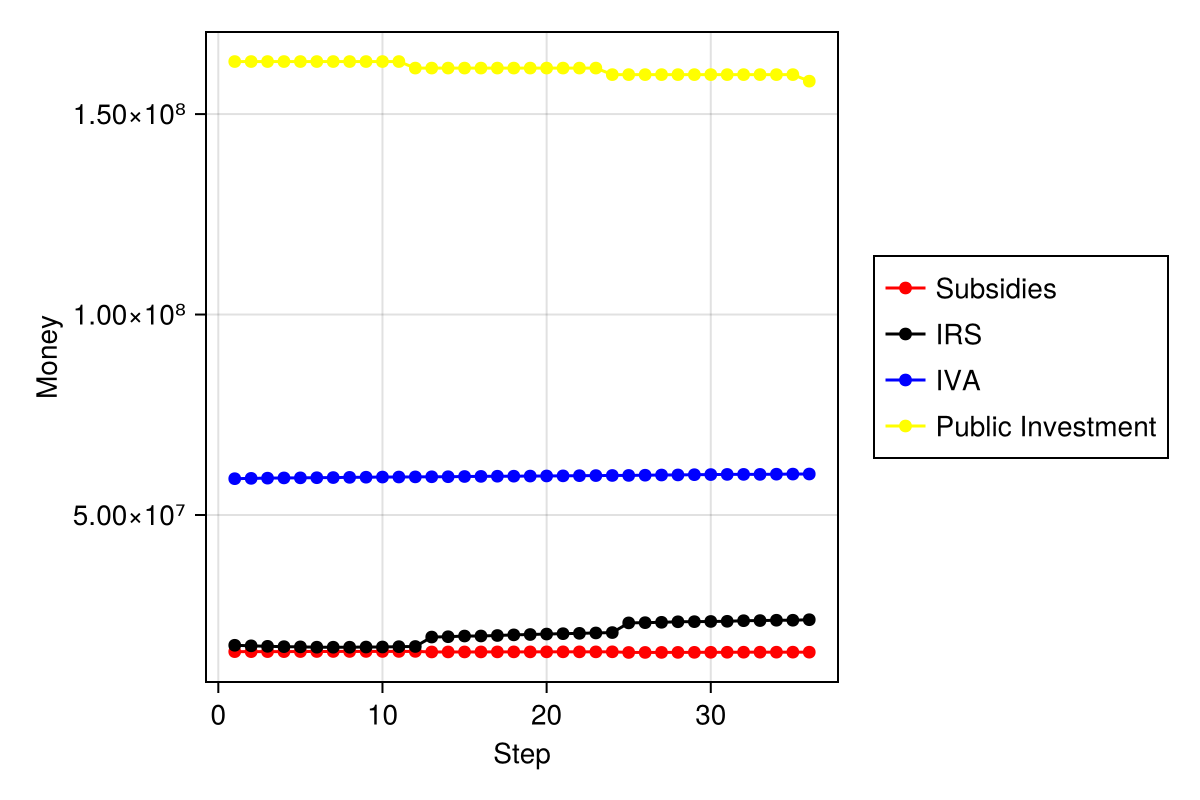 1.50×10⁸
1.00×10⁸
5.00×10⁷
Money
0 10 20 30
Step
Subsidies
IRS
IVA
Public Investment